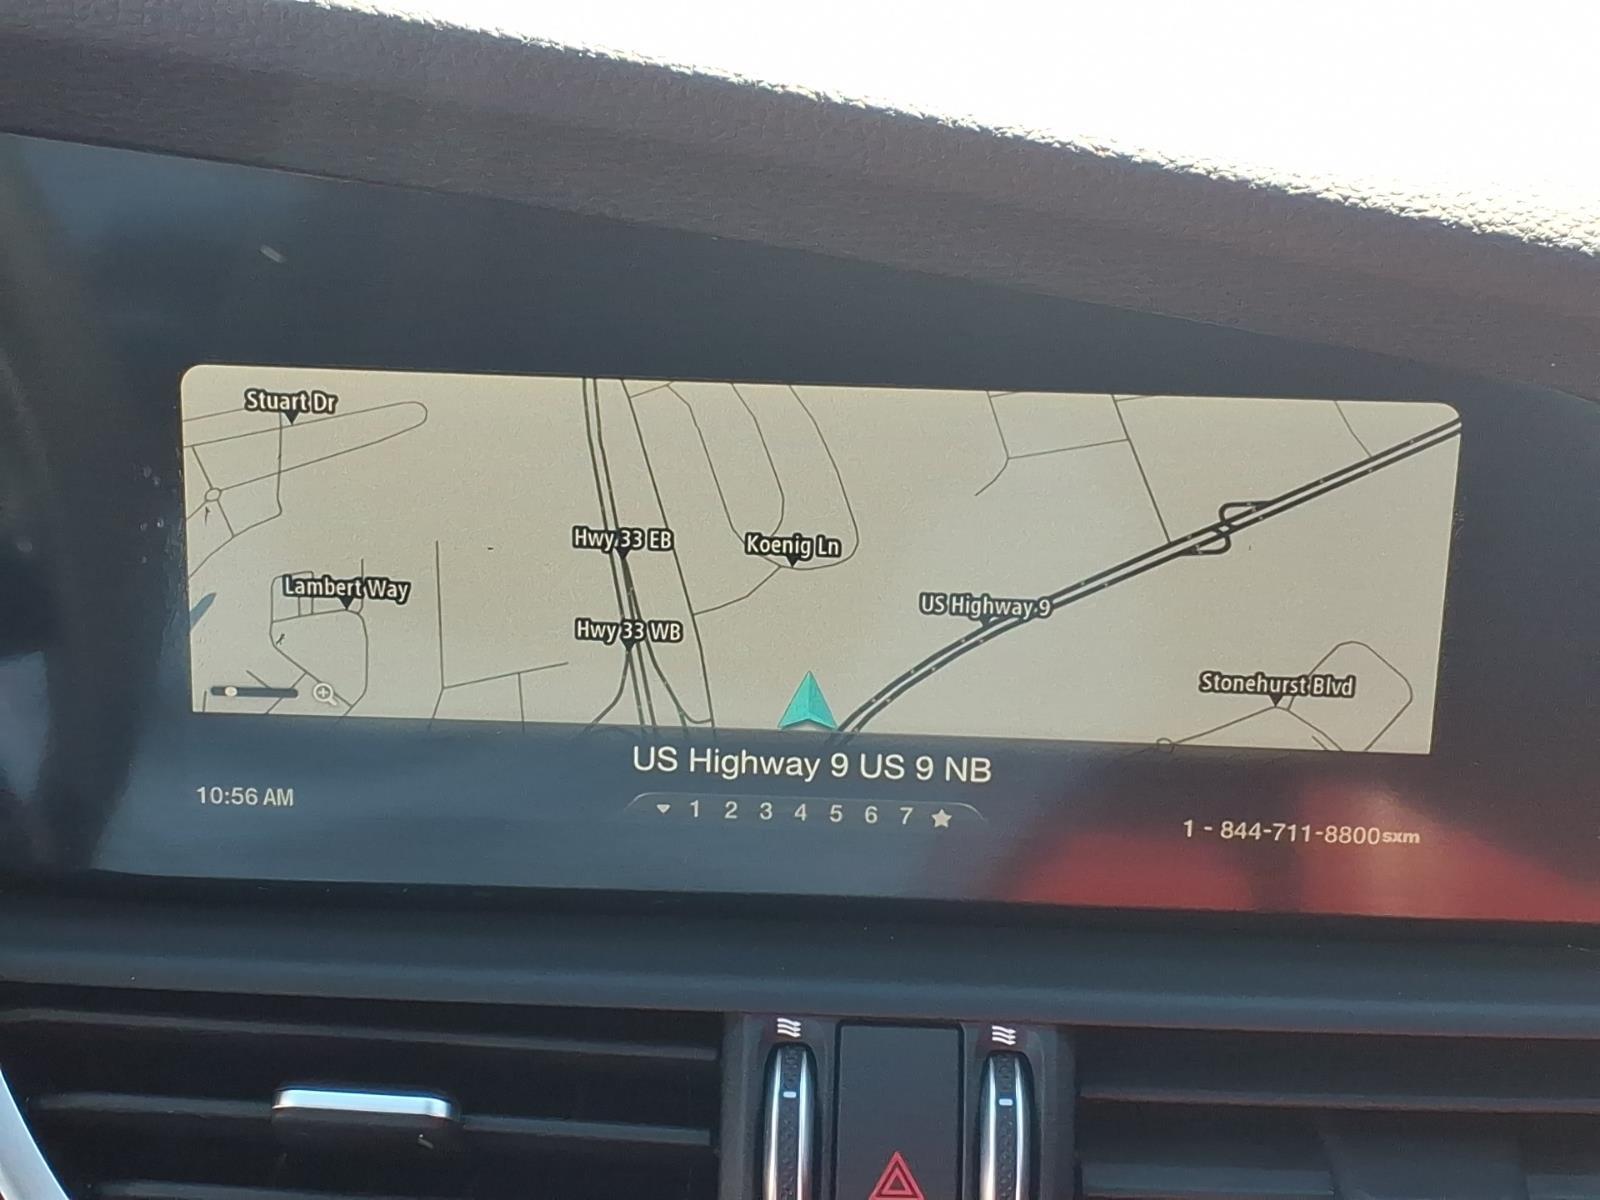 Stuart Dr
Hwy 33 EB
Koenig Ln
Lambert Way
US Highway 9
Hwy 33 WB
Stonehurst Blvd
US Highway 9 US 9 NB
10:56 AM
1 2 3 4 5 6 7
1 - 844-711-8800sxm